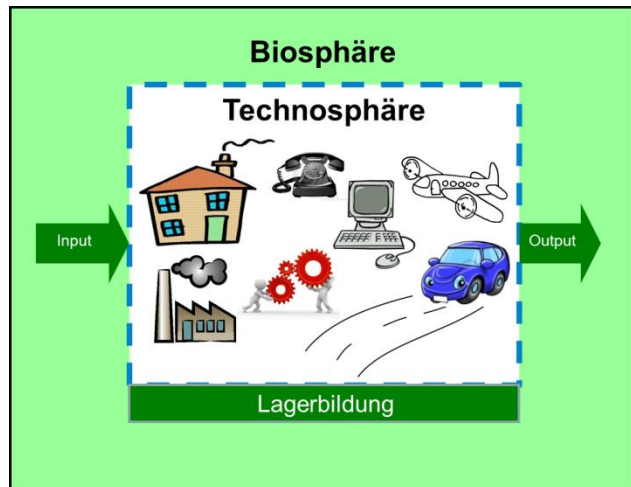 Biosphäre
Technosphäre
Input
Output
Lagerbildung